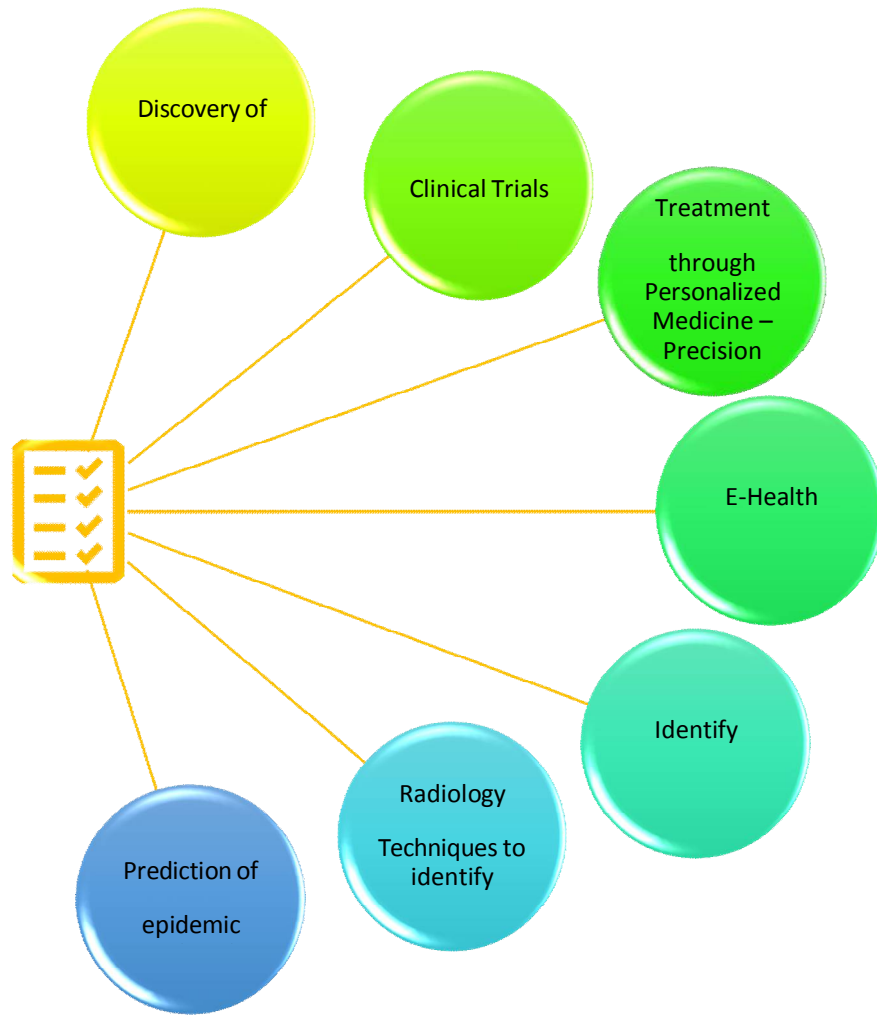 Discovery of
Clinical Trials
Treatment
through
Personalized
Medicine –
Precision
E-Health
Identify
Radiology
Techniques to
identify
Prediction of
epidemic